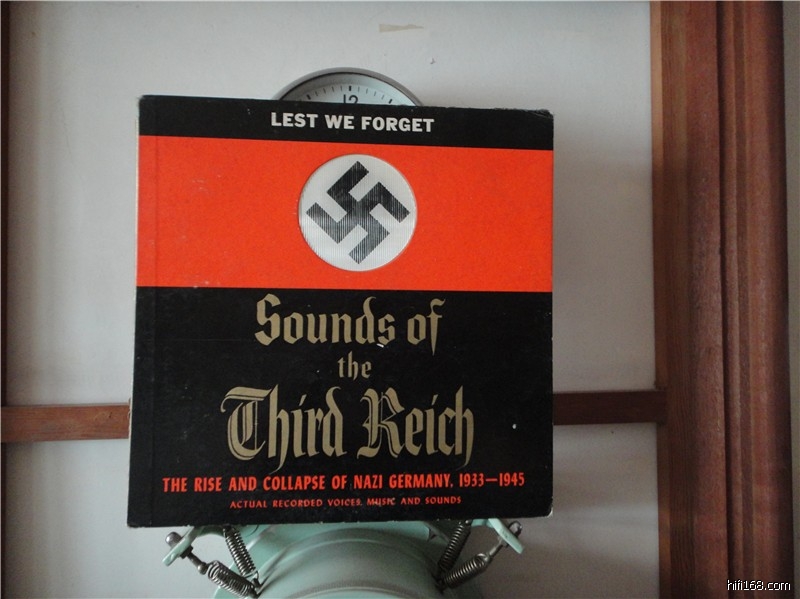 12
LEST WE FORGET
Sounds of
the
Third Reich
THE RISE AND COLLAPSE OF NAZI GERMANY, 1933—1945
ACTUAL RECORDED VOICES, MUSIC AND SOUNDS
hifi168.com